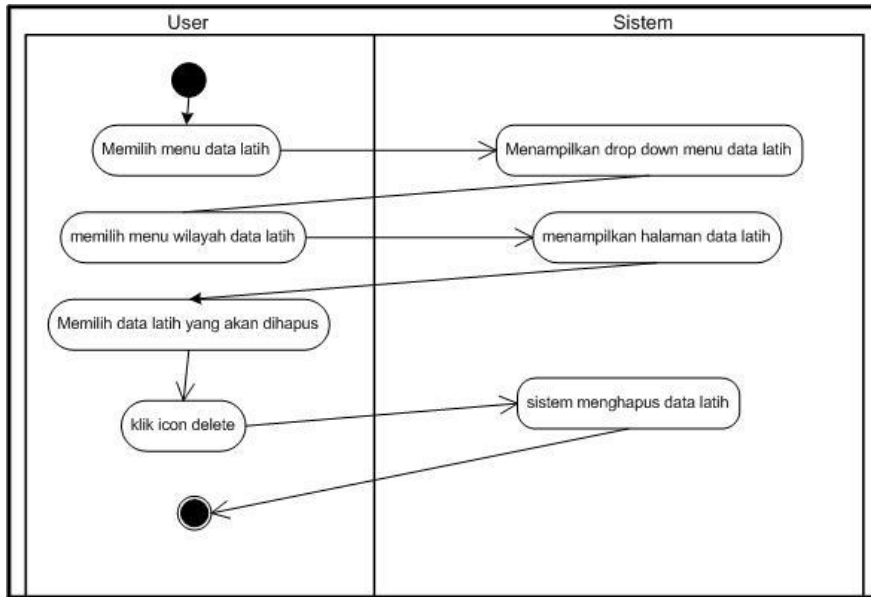 User
Sistem
Memilih menu data latih
Menampilkan drop down menu data latih
memilih menu wilayah data latih
menampilkan halaman data latih
Memilih data latih yang akan dihapus
klik icon delete
sistem menghapus data latih